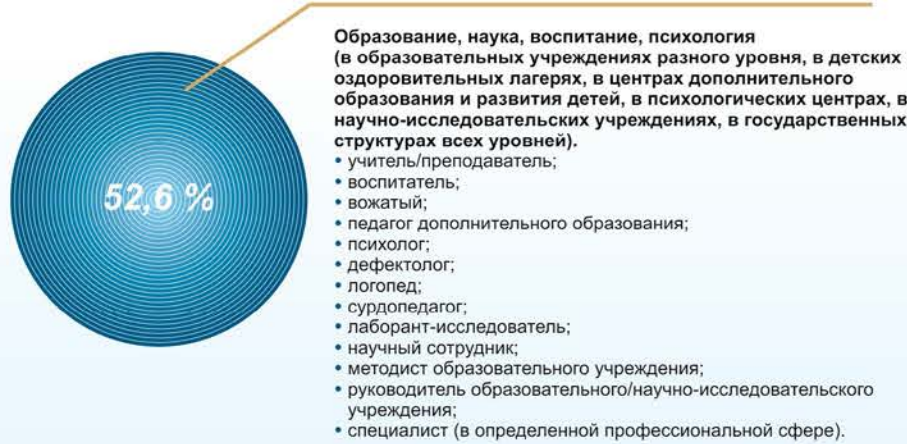 52,6 %
Образование, наука, воспитание, психология
(в образовательных учреждениях разного уровня, в детских
оздоровительных лагерях, в центрах дополнительного
образования и развития детей, в психологических центрах, в
научно-исследовательских учреждениях, в государственных
структурах всех уровней).
• учитель/преподаватель;
• воспитатель;
• вожатый;
• педагог дополнительного образования;
• психолог;
• дефектолог;
• логопед;
• сурдопедагог;
• лаборант-исследователь;
• научный сотрудник;
• методист образовательного учреждения;
• руководитель образовательного/научно-исследовательского
учреждения;
• специалист (в определенной профессиональной сфере).